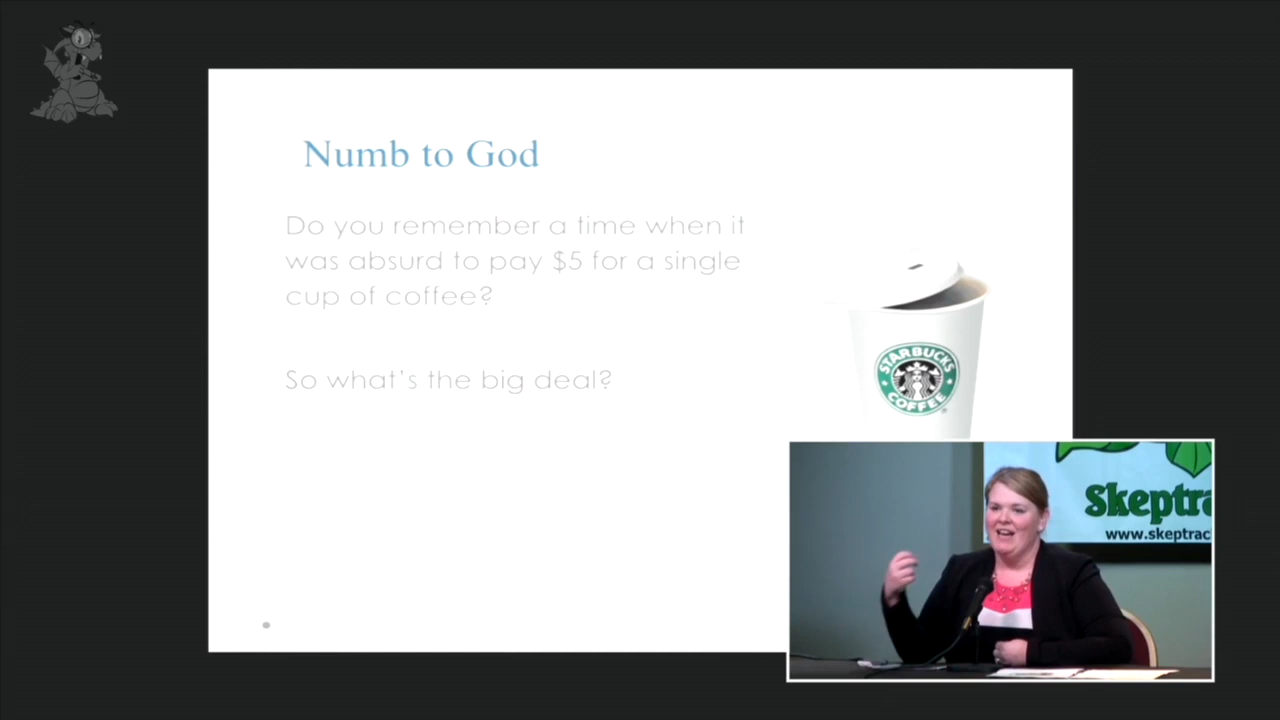 Numb to God
Do you remember a time when it
was absurd to pay $5 for a single
cup of coffee?
So what's the big deal?
STARBUCKS
COFFEE
Skeptra
www.skeptrac